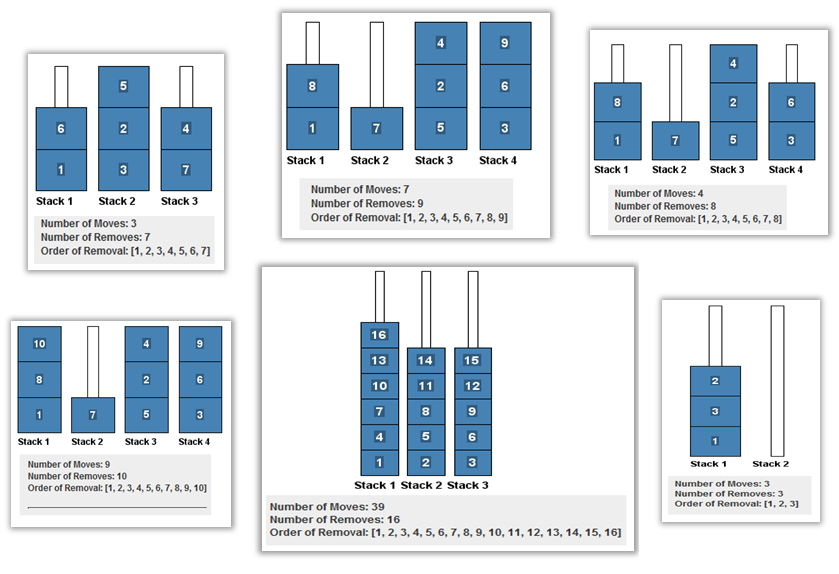 5
6 2 4
1 3 7
Stack 1 Stack 2 Stack 3
Number of Moves: 3
Number of Removes: 7
Order of Removal: [1, 2, 3, 4, 5, 6, 7]
4 9
8 2 6
1 7 5 3
Stack 1 Stack 2 Stack 3 Stack 4
Number of Moves: 7
Number of Removes: 9
Order of Removal: [1, 2, 3, 4, 5, 6, 7, 8, 9]
4
8 2 6
1 7 5 3
Stack 1 Stack 2 Stack 3 Stack 4
Number of Moves: 4
Number of Removes: 8
Order of Removal: [1, 2, 3, 4, 5, 6, 7, 8]
10 4 9
8 2 6
1 7 5 3
Stack 1 Stack 2 Stack 3 Stack 4
Number of Moves: 9
Number of Removes: 10
Order of Removal: [1, 2, 3, 4, 5, 6, 7, 8, 9, 10]
16
13 14 15
10 11 12
7 8 9
4 5 6
1 2 3
Stack 1 Stack 2 Stack 3
Number of Moves: 39
Number of Removes: 16
Order of Removal: [1, 2, 3, 4, 5, 6, 7, 8, 9, 10, 11, 12, 13, 14, 15, 16]
2
3
1
Stack 1 Stack 2
Number of Moves: 3
Number of Removes: 3
Order of Removal: [1, 2, 3]